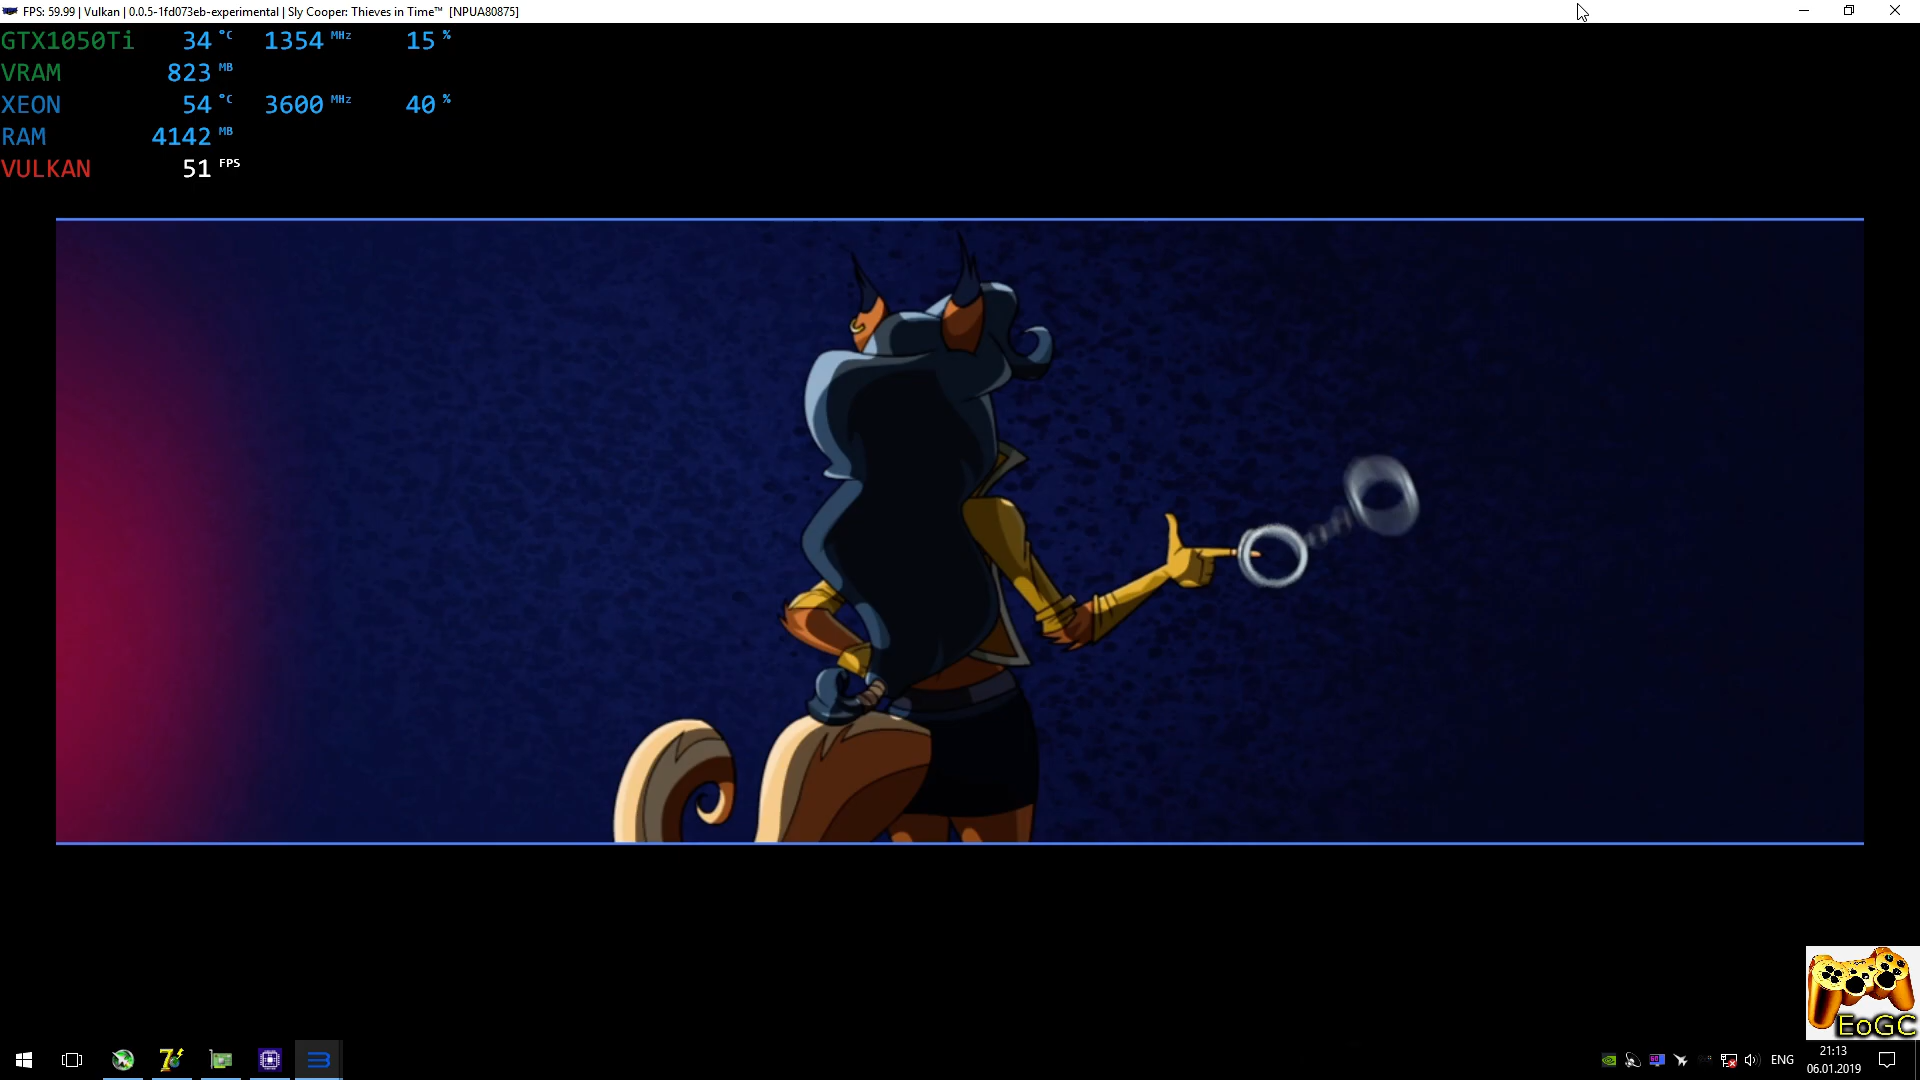 FPS: 59.99 | Vulkan | 0.0.5-1fd073eb-experimental | Sly Cooper: Thieves in Time™ [NPUA80875]
GTX1050Ti 34 °C 1354 MHz 15 %
VRAM 823 MB
XEON 54 °C 3600 MHz 40 %
RAM 4142 MB
VULKAN 51 FPS
EoGC
ENG
21:13
06.01.2019